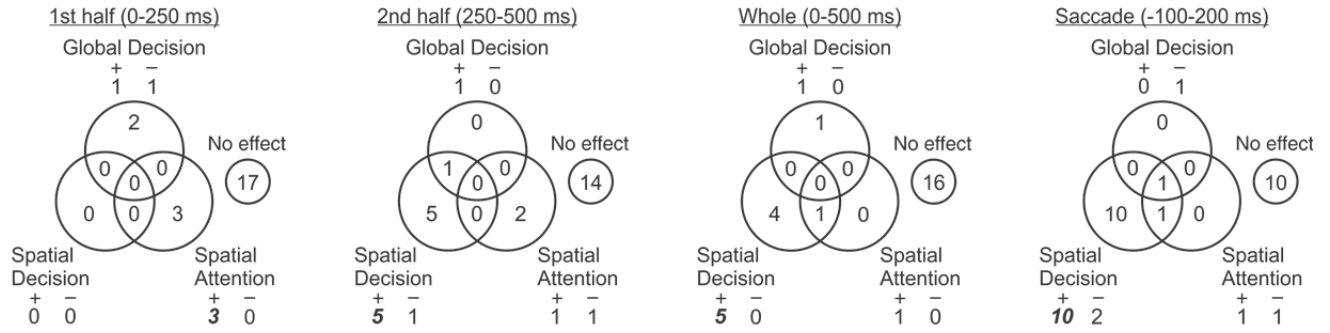 1st half (0-250 ms)
Global Decision
+ −
1 1
2
No effect
0 0
0
17
0 0 3
Spatial Decision
+ −
0 0
Spatial Attention
+ −
3 0
2nd half (250-500 ms)
Global Decision
+ −
1 0
0
No effect
1 0
0
14
5 0 2
Spatial Decision
+ −
5 1
Spatial Attention
+ −
1 1
Whole (0-500 ms)
Global Decision
+ −
1 0
1
No effect
0 0
0
16
4 1 0
Spatial Decision
+ −
5 0
Spatial Attention
+ −
1 0
Saccade (-100-200 ms)
Global Decision
+ −
0 1
0
No effect
0 0
1
10
10 1 0
Spatial Decision
+ −
10 2
Spatial Attention
+ −
1 1